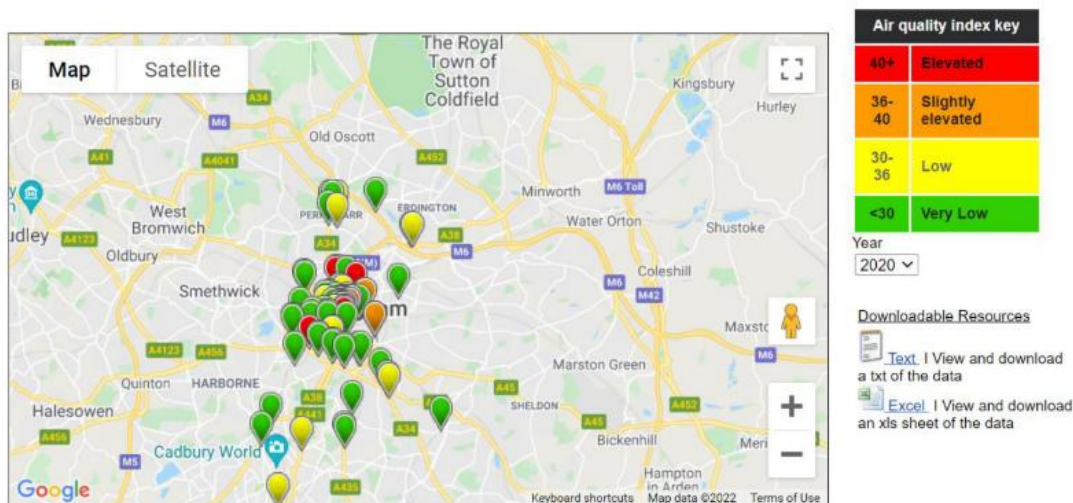 Map
Satellite
The Royal
Town of
Sutton
Coldfield
Kingsbury
Hurley
Wednesbury
A34
M6
Old Oscott
A41
A4041
A452
M6 Toll
Minworth
ERDINGTON
West
Bromwich
A38
Water Orton
Shustoke
A4123
A34
M6
Oldbury
Coleshill
Smethwick
M6
M42
A4123
A456
Marston Green
M6
Quinton
HARBORNE
A38
A45
Halesowen
A441
SHELDON
A452
A34
A45
A456
Bickenhill
M5
Cadbury World
Hampton
in Arden
A435
Google
Keyboard shortcuts
Map data ©2022
Terms of Use
Air quality index key
40+ Elevated
36-
40
Slightly
elevated
30-
36
Low
<30 Very Low
Year
2020
Downloadable Resources
Text | View and download
a txt of the data
Excel | View and download
an xls sheet of the data